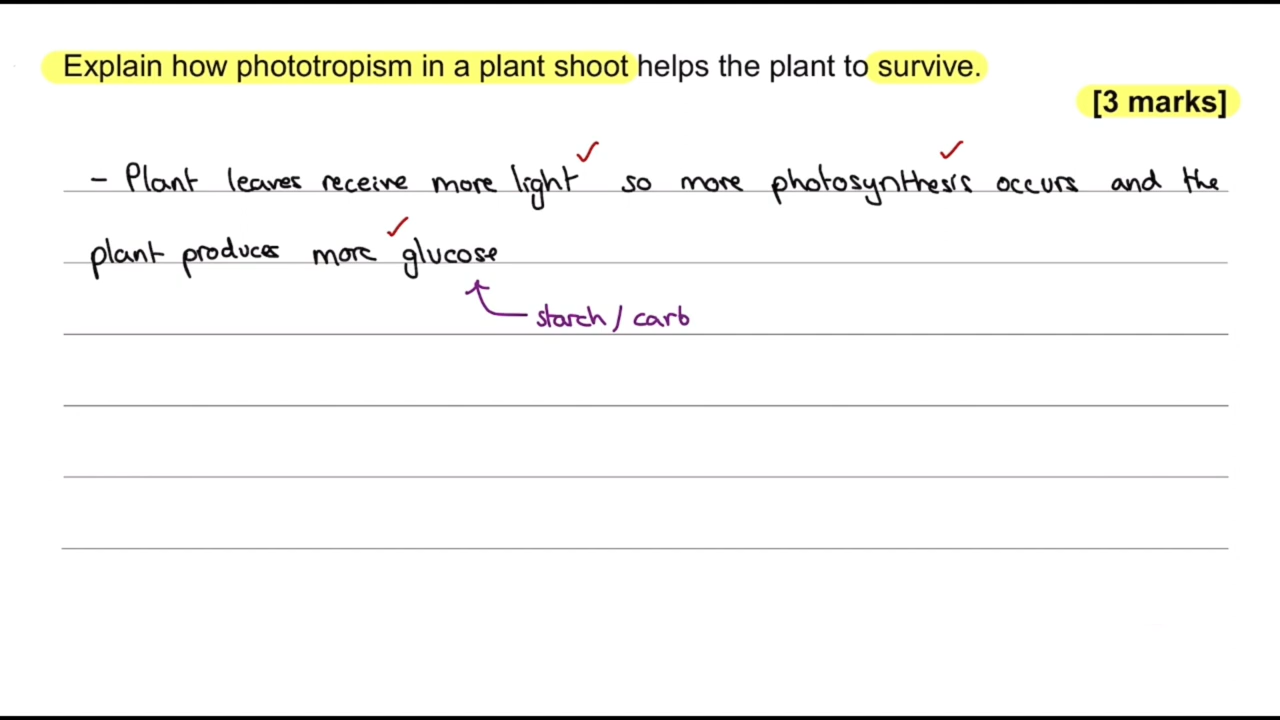 Explain how phototropism in a plant shoot helps the plant to survive.
[3 marks]
- Plant leaves receive more light ✓ so more photosynthesis ✓ occurs and the
plant produces more ✓ glucose
starch / carb